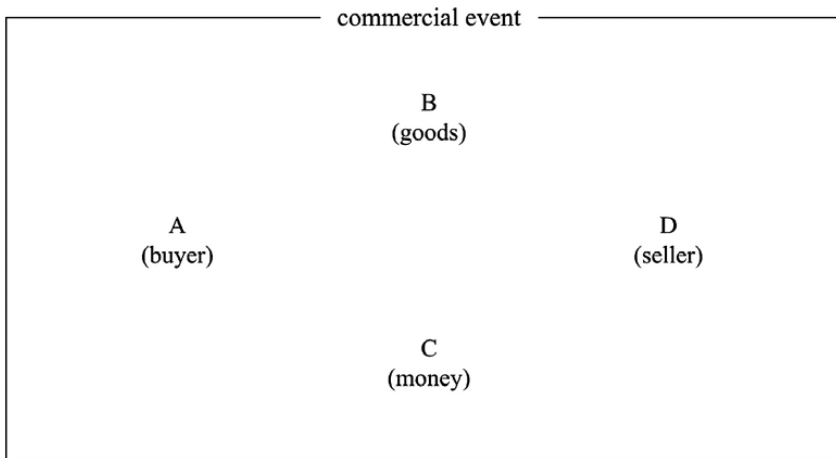 commercial event
B
(goods)
A
(buyer)
D
(seller)
C
(money)